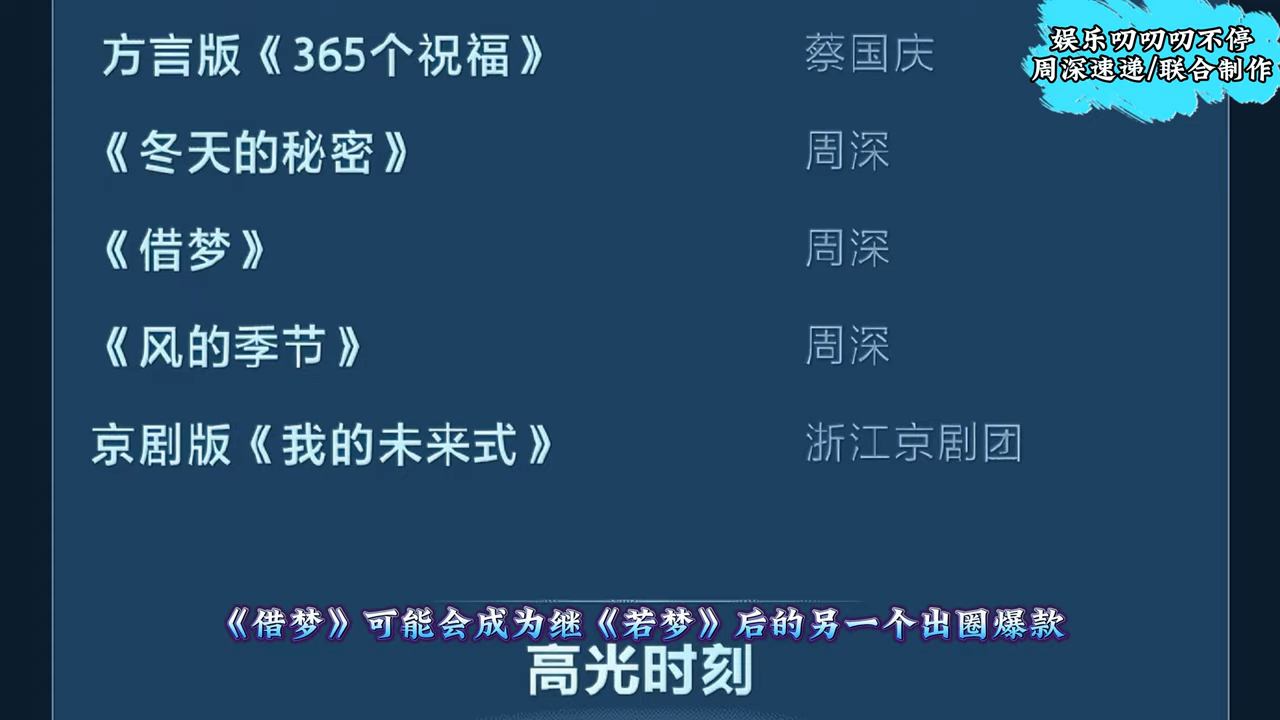 娱乐叨叨叨不停
周深速递/联合制作
方言版《365个祝福》 蔡国庆
《冬天的秘密》 周深
《借梦》 周深
《风的季节》 周深
京剧版《我的未来式》 浙江京剧团
《借梦》可能会成为继《若梦》后的另一个出圈爆款
高光时刻